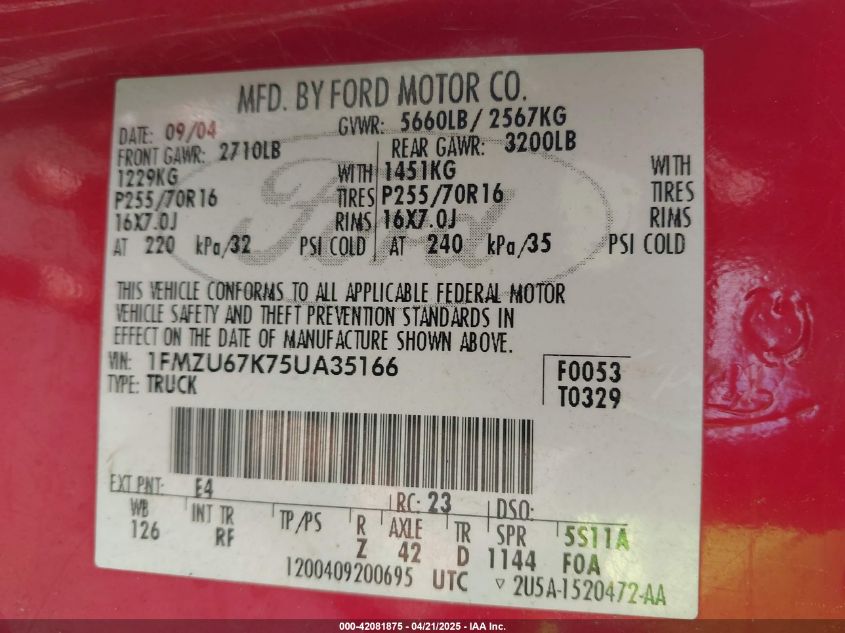 MFD. BY FORD MOTOR CO.
DATE: 09/04 GVWR: 5660LB / 2567KG
FRONT GAWR: 2710LB REAR GAWR: 3200LB
1229KG WITH 1451KG WITH
P255/70R16 TIRES P255/70R16 TIRES
16X7.0J RIMS 16X7.0J RIMS
AT 220 kPa/32 PSI COLD AT 240 kPa/35 PSI COLD
Ford
THIS VEHICLE CONFORMS TO ALL APPLICABLE FEDERAL MOTOR
VEHICLE SAFETY AND THEFT PREVENTION STANDARDS IN
EFFECT ON THE DATE OF MANUFACTURE SHOWN ABOVE.
VIN: 1FMZU67K75UA35166 F0053
TYPE: TRUCK T0329
EXT PNT: E4 RC: 23 DSO:
WB INT TR TP/PS R AXLE TR SPR 5S11A
126 RF Z 42 D 1144 FOA
1200409200695 UTC ▽ 2U5A-1520472-AA
000-42081875 - 04/21/2025 - IAA Inc.